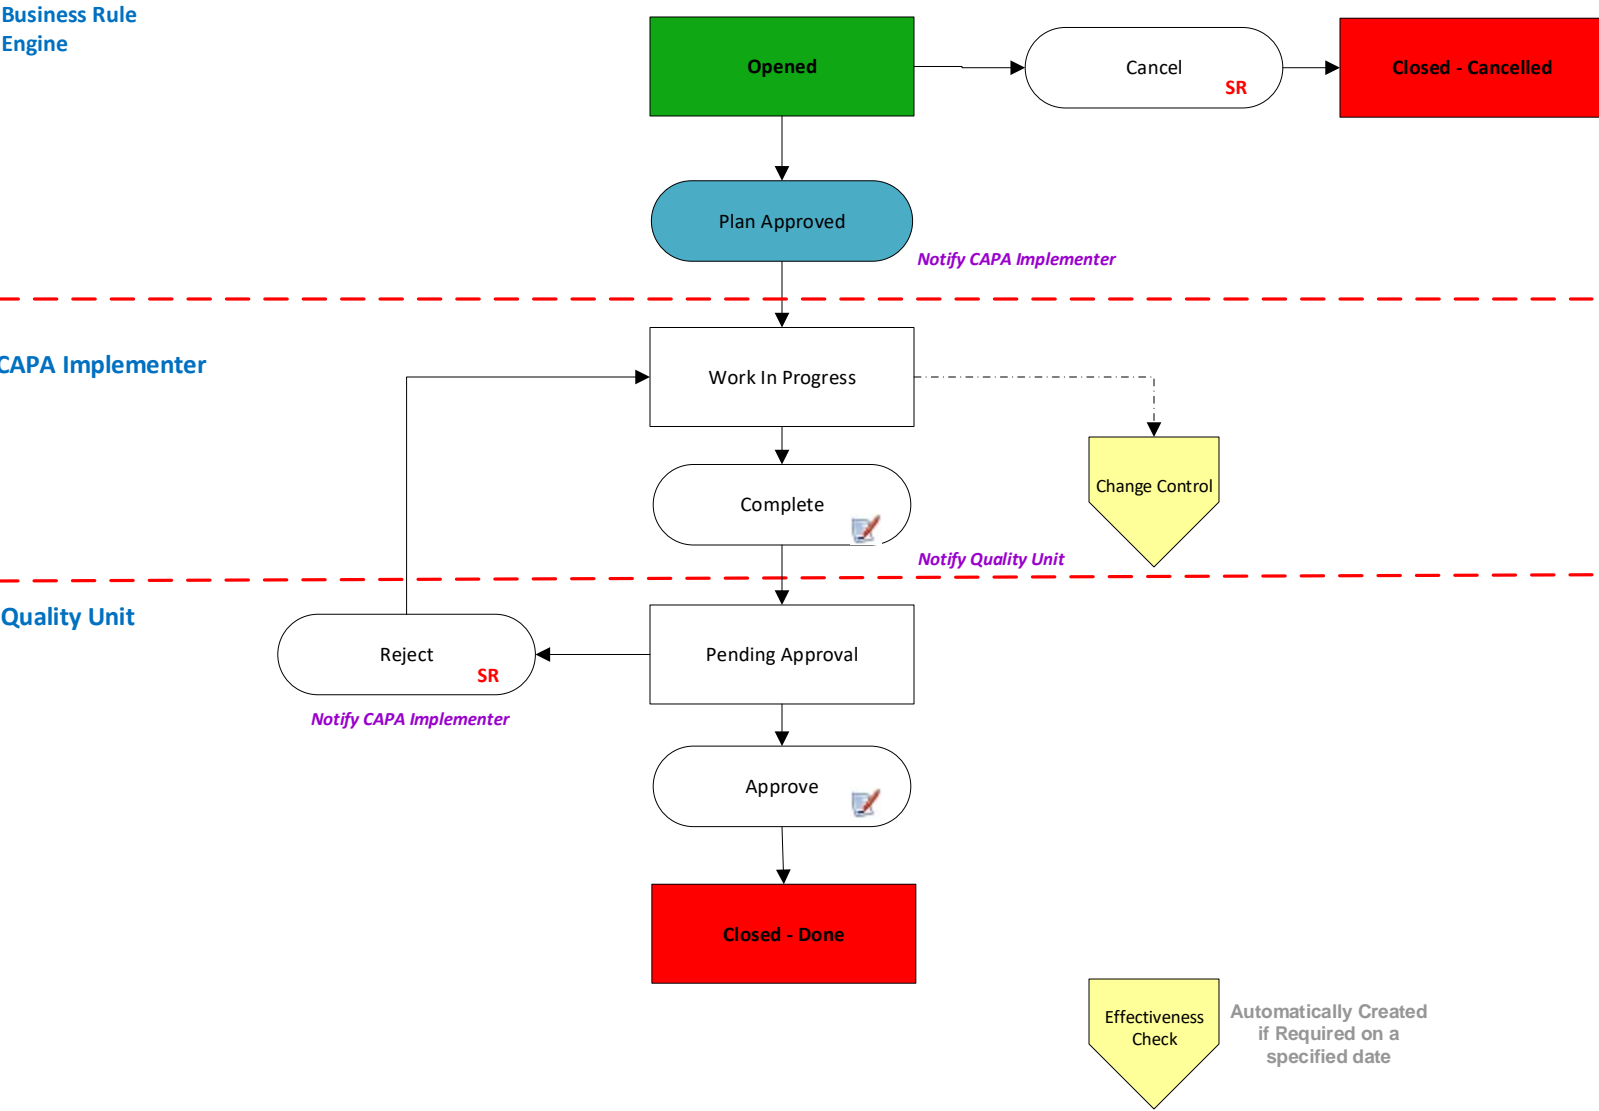 Business Rule
Engine
Opened
Cancel
SR
Closed - Cancelled
Plan Approved
Notify CAPA Implementer
CAPA Implementer
Work In Progress
Change Control
Complete
Notify Quality Unit
Quality Unit
Reject
SR
Pending Approval
Notify CAPA Implementer
Approve
Closed - Done
Effectiveness
Check
Automatically Created
if Required on a
specified date